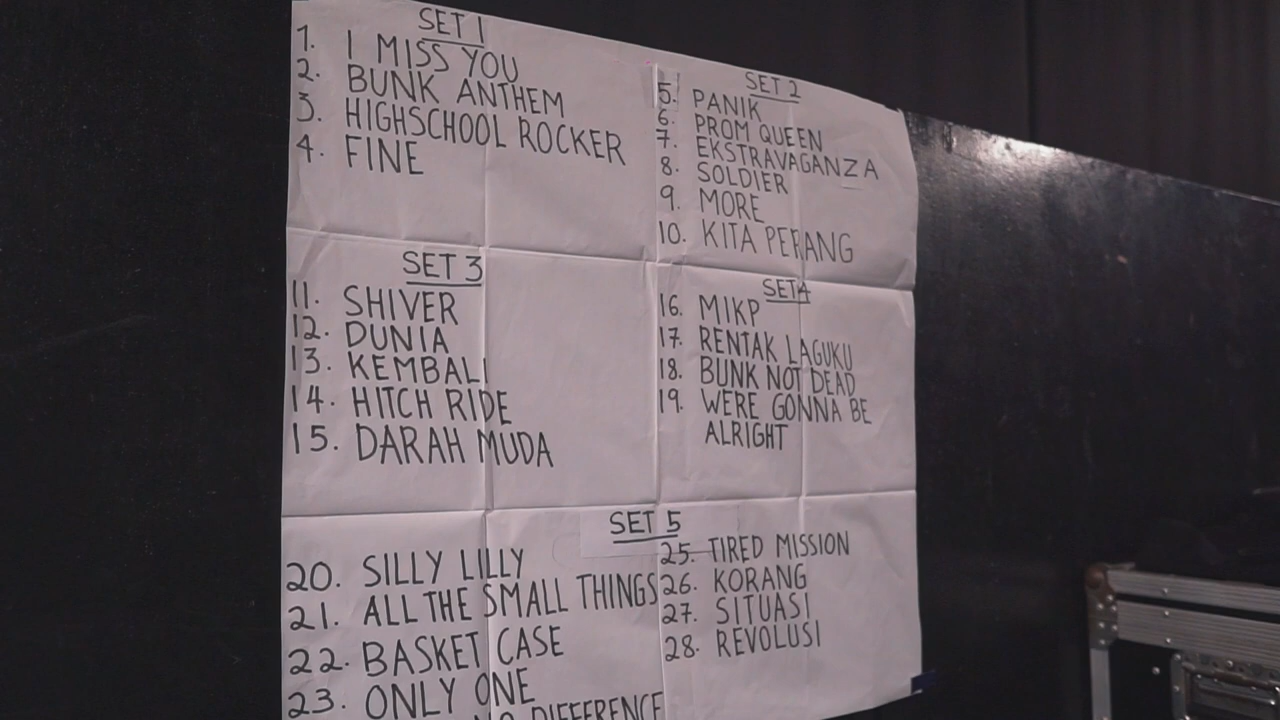 SET 1
1. I MISS YOU
2. BUNK ANTHEM
3. HIGHSCHOOL ROCKER
4. FINE
SET 2
5. PANIK
6. PROM QUEEN
7. EKSTRAVAGANZA
8. SOLDIER
9. MORE
10. KITA PERANG
SET 3
11. SHIVER
12. DUNIA
13. KEMBALI
14. HITCH RIDE
15. DARAH MUDA
SET 4
16. MIKP
17. RENTAK LAGUKU
18. BUNK NOT DEAD
19. WERE GONNA BE
ALRIGHT
SET 5
20. SILLY LILLY
21. ALL THE SMALL THINGS
22. BASKET CASE
23. ONLY ONE
NO DIFFERENCE
25. TIRED MISSION
26. KORANG
27. SITUASI
28. REVOLUSI